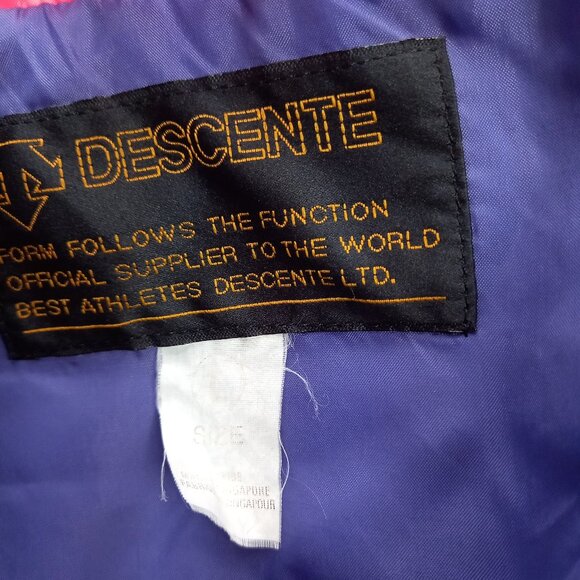 DESCENTE
FORM FOLLOWS THE FUNCTION
OFFICIAL SUPPLIER TO THE WORLD
BEST ATHLETES DESCENTE LTD.
SIZE